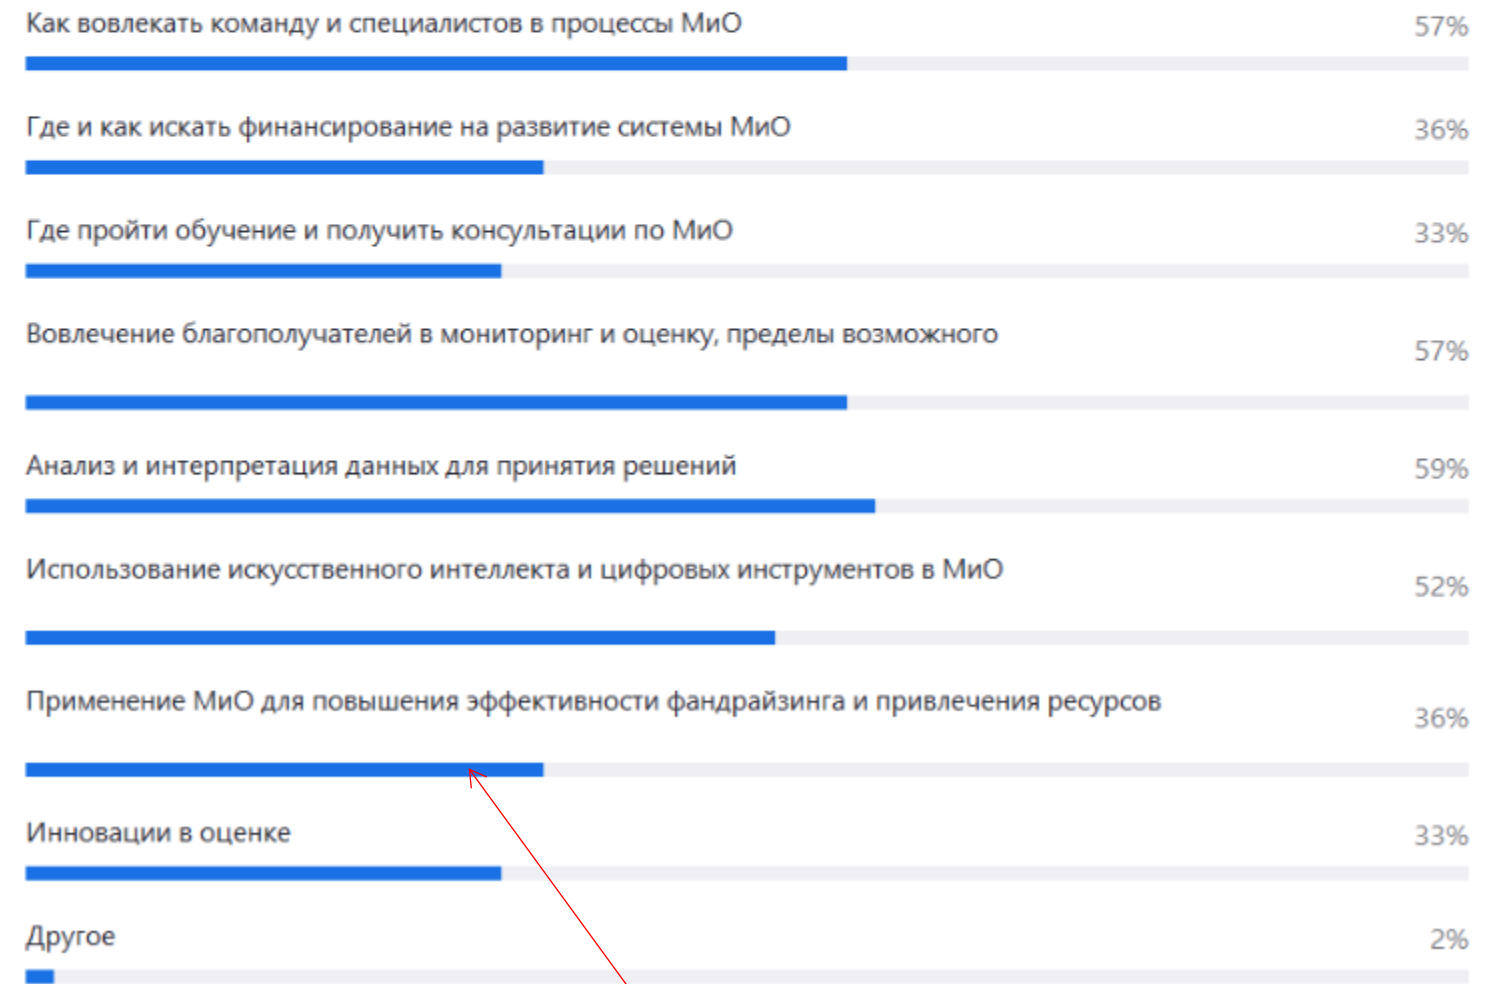 Как вовлекать команду и специалистов в процессы МиО 57%
Где и как искать финансирование на развитие системы МиО 36%
Где пройти обучение и получить консультации по МиО 33%
Вовлечение благополучателей в мониторинг и оценку, пределы возможного 57%
Анализ и интерпретация данных для принятия решений 59%
Использование искусственного интеллекта и цифровых инструментов в МиО 52%
Применение МиО для повышения эффективности фандрайзинга и привлечения ресурсов 36%
Инновации в оценке 33%
Другое 2%